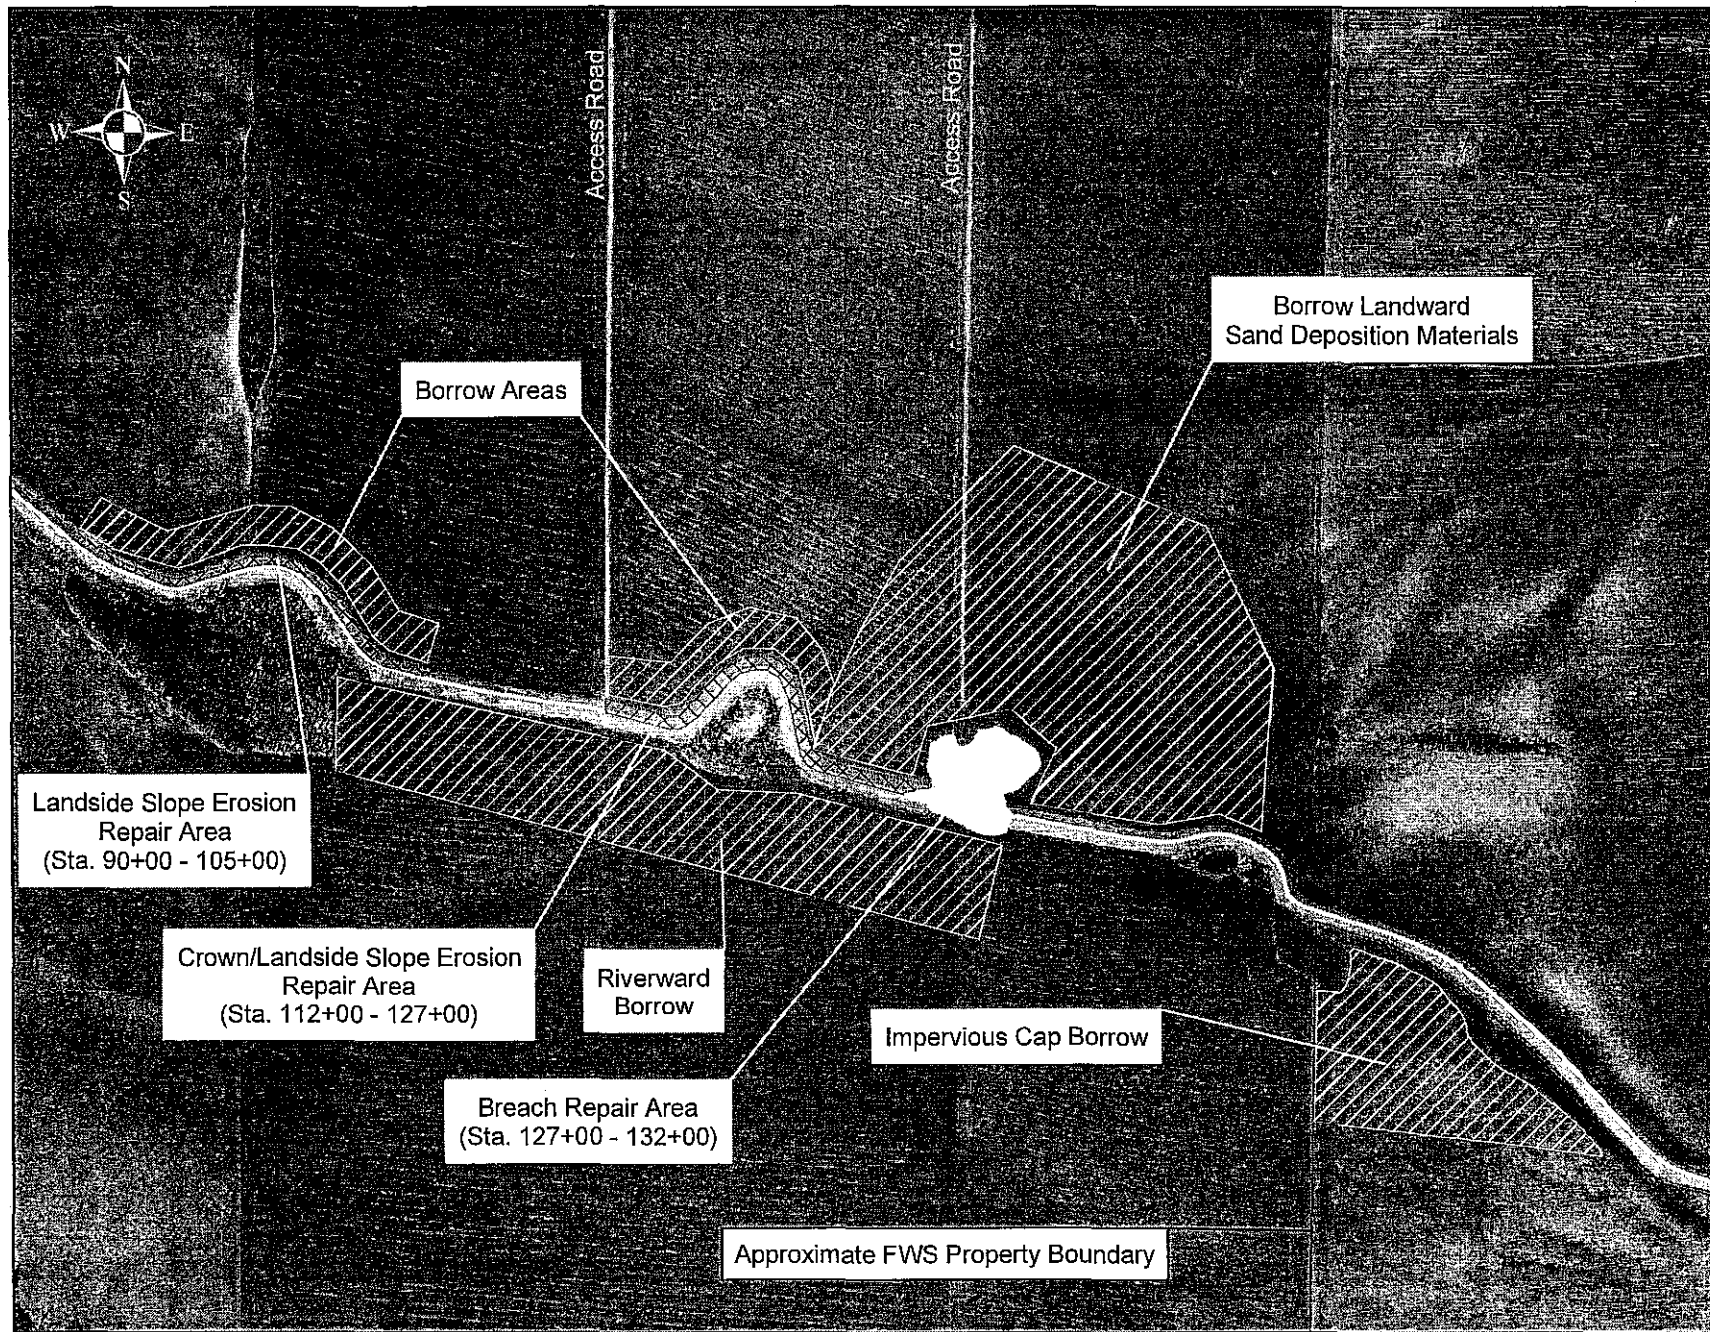 N
W
E
S
Access Road
Access Road
Borrow Landward
Sand Deposition Materials
Borrow Areas
Landside Slope Erosion
Repair Area
(Sta. 90+00 - 105+00)
Crown/Landside Slope Erosion
Repair Area
(Sta. 112+00 - 127+00)
Riverward
Borrow
Impervious Cap Borrow
Breach Repair Area
(Sta. 127+00 - 132+00)
Approximate FWS Property Boundary